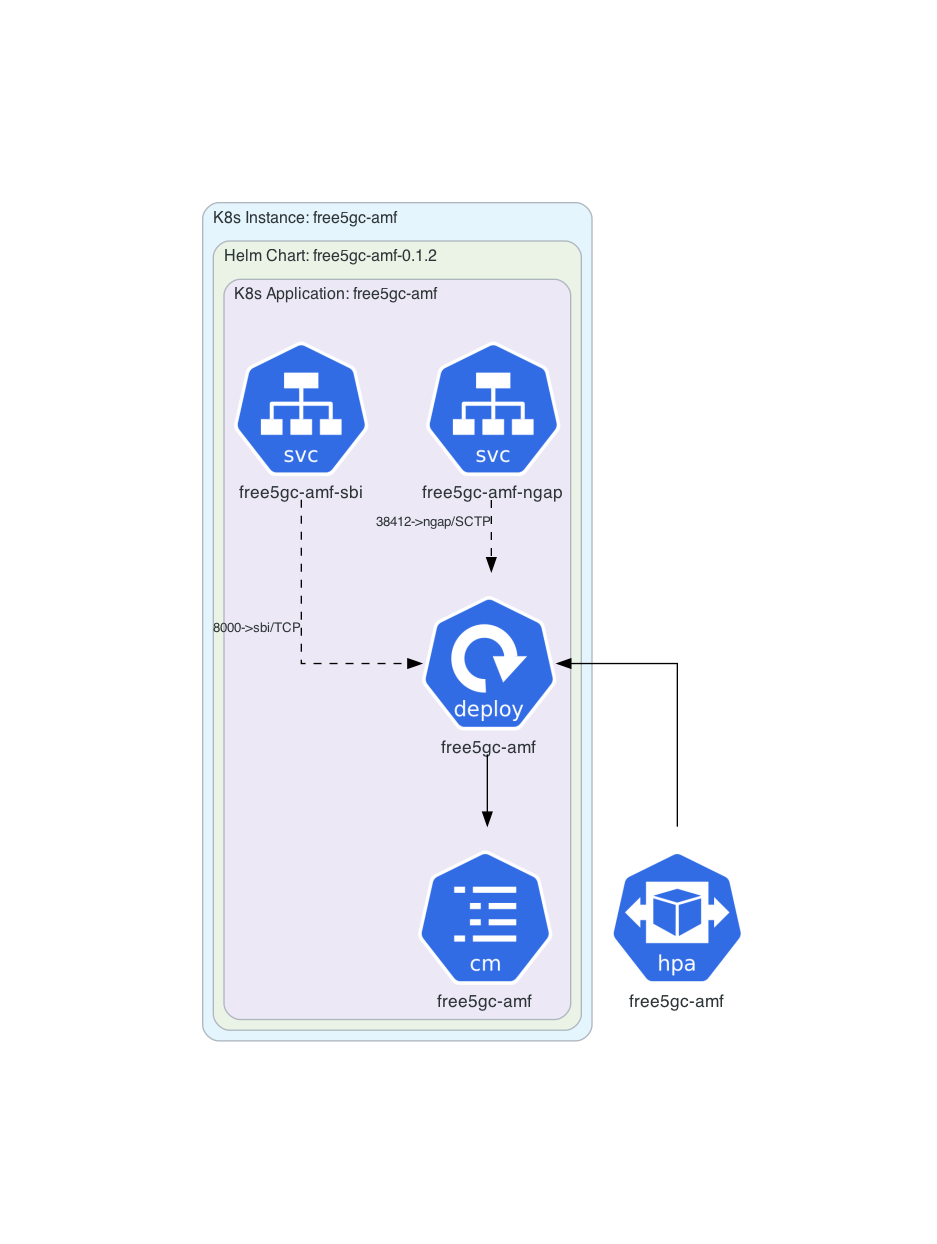 K8s Instance: free5gc-amf
Helm Chart: free5gc-amf-0.1.2
K8s Application: free5gc-amf
svc
svc
free5gc-amf-sbi
free5gc-amf-ngap
38412->ngap/SCTP
8000->sbi/TCP
deploy
free5gc-amf
cm
hpa
free5gc-amf
free5gc-amf